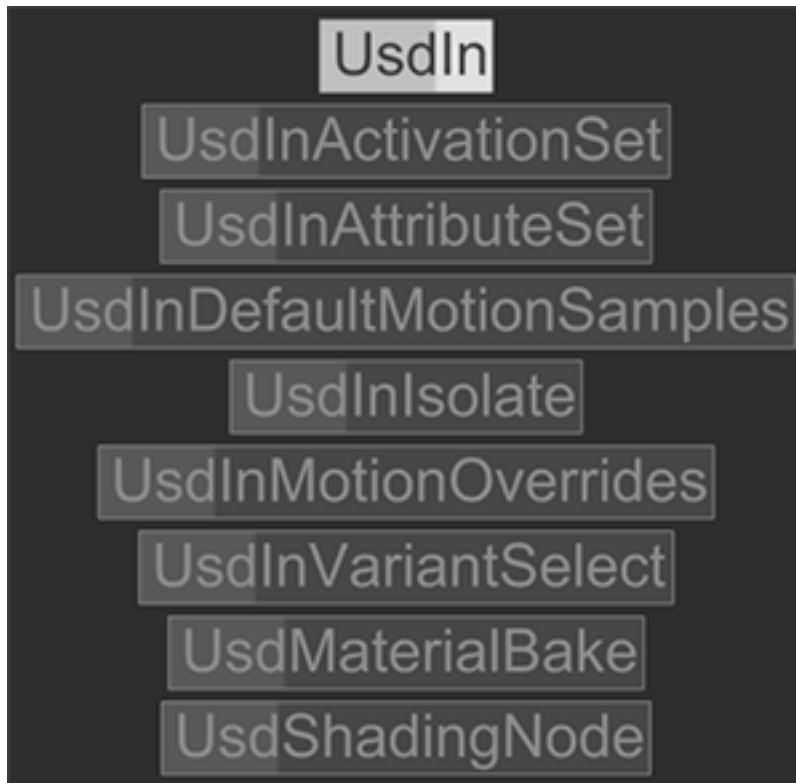 UsdIn
UsdInActivationSet
UsdInAttributeSet
UsdInDefaultMotionSamples
UsdInIsolate
UsdInMotionOverrides
UsdInVariantSelect
UsdMaterialBake
UsdShadingNode